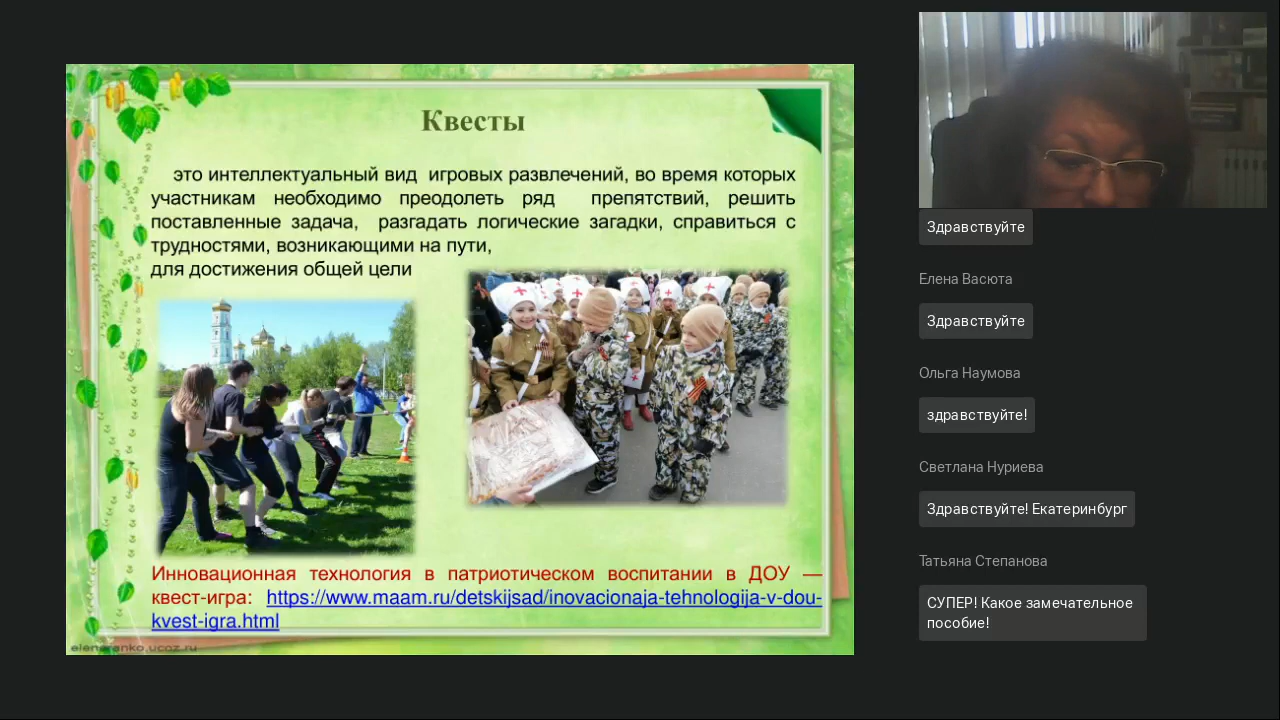 Квесты
это интеллектуальный вид игровых развлечений, во время которых
участникам необходимо преодолеть ряд препятствий, решить
поставленные задача, разгадать логические загадки, справиться с
трудностями, возникающими на пути,
для достижения общей цели
Инновационная технология в патриотическом воспитании в ДОУ —
квест-игра: https://www.maam.ru/detskijsad/inovacionaja-tehnologija-v-dou-
kvest-igra.html
Здравствуйте
Елена Васюта
Здравствуйте
Ольга Наумова
здравствуйте!
Светлана Нуриева
Здравствуйте! Екатеринбург
Татьяна Степанова
СУПЕР! Какое замечательное
пособие!